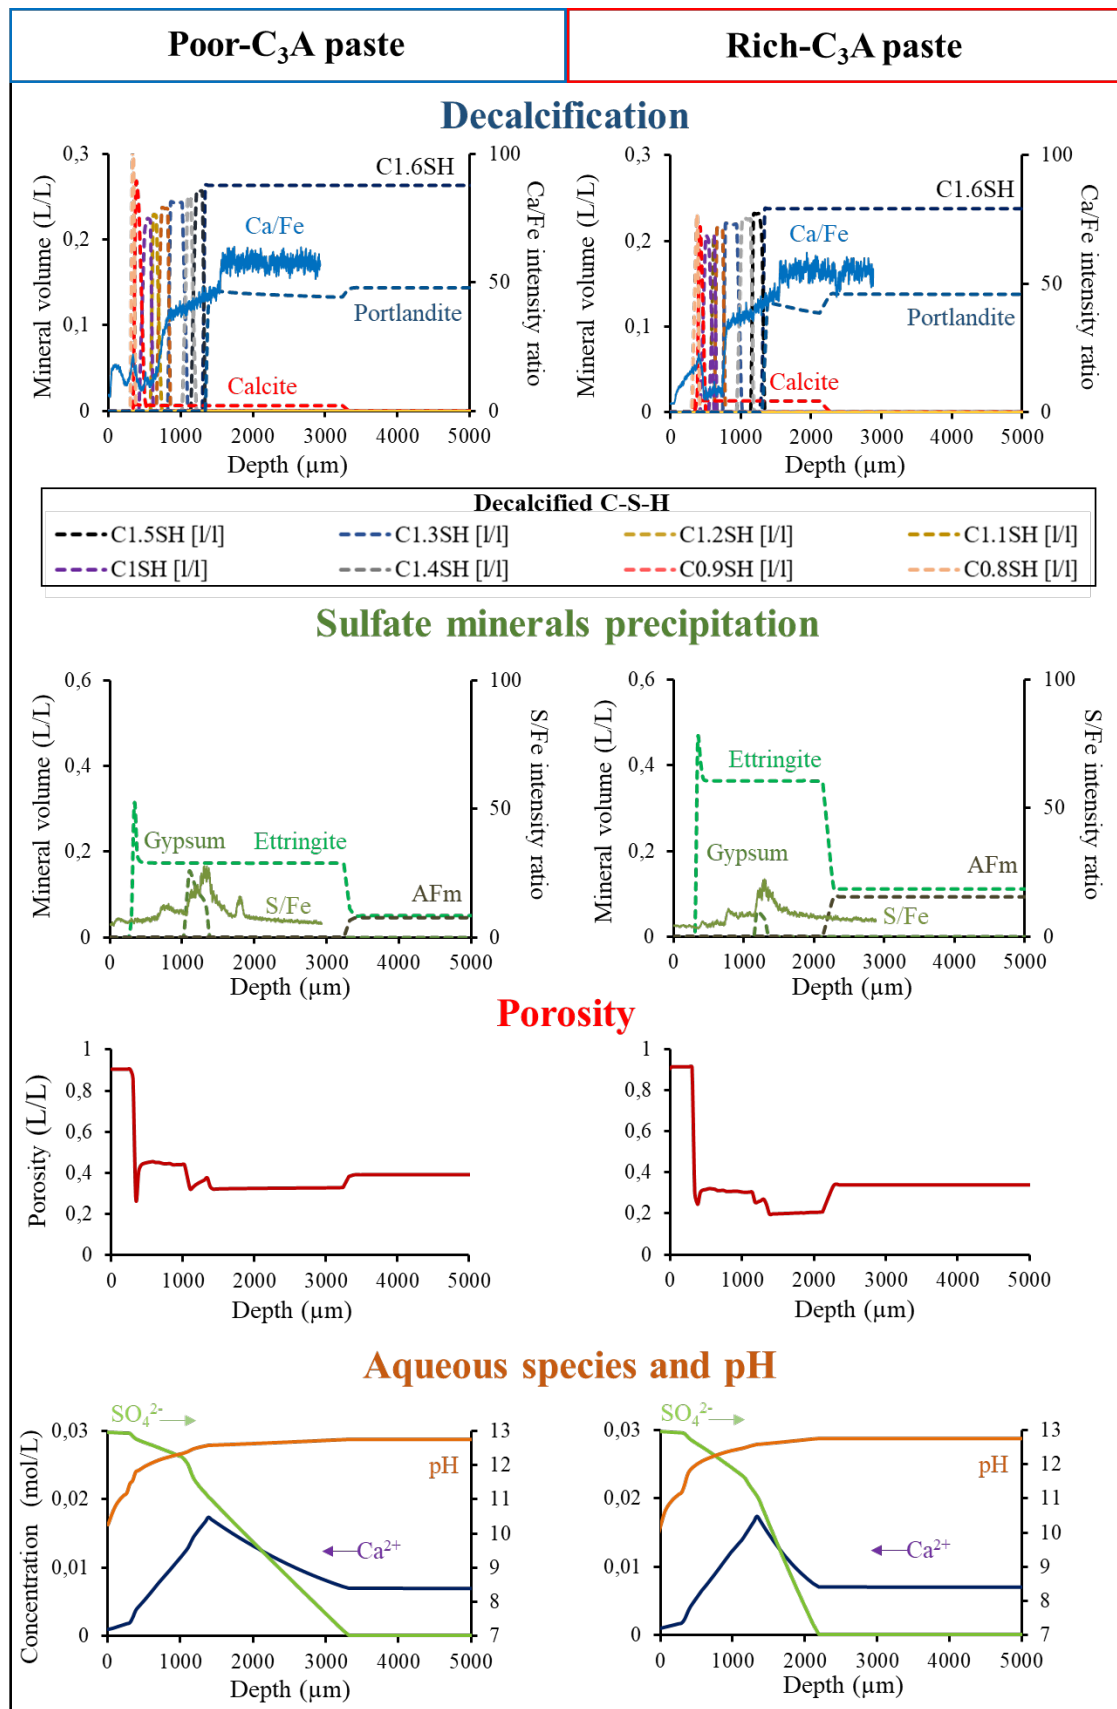 Poor-C₃A paste
Rich-C₃A paste
Decalcification
Mineral volume (L/L)
0,3
0,2
0,1
0
C1.6SH
Ca/Fe
Portlandite
Calcite
100
50
0
Ca/Fe intensity ratio
0 1000 2000 3000 4000 5000
Depth (µm)
Mineral volume (L/L)
0,3
0,2
0,1
0
C1.6SH
Ca/Fe
Portlandite
Calcite
100
50
0
Ca/Fe intensity ratio
0 1000 2000 3000 4000 5000
Depth (µm)
Decalcified C-S-H
C1.5SH [l/l] C1.3SH [l/l] C1.2SH [l/l] C1.1SH [l/l]
C1SH [l/l] C1.4SH [l/l] C0.9SH [l/l] C0.8SH [l/l]
Sulfate minerals precipitation
Mineral volume (L/L)
0,6
0,4
0,2
0
Gypsum
Ettringite
S/Fe
AFm
100
50
0
S/Fe intensity ratio
0 1000 2000 3000 4000 5000
Depth (µm)
Mineral volume (L/L)
0,6
0,4
0,2
0
Ettringite
Gypsum
AFm
S/Fe
100
50
0
S/Fe intensity ratio
0 1000 2000 3000 4000 5000
Depth (µm)
Porosity
Porosity (L/L)
1
0,8
0,6
0,4
0,2
0
0 1000 2000 3000 4000 5000
Depth (µm)
1
0,8
0,6
0,4
0,2
0
0 1000 2000 3000 4000 5000
Depth (µm)
Aqueous species and pH
Concentration (mol/L)
SO₄²⁻
0,03
0,02
0,01
0
pH
Ca²⁺
13
12
11
10
9
8
7
0 1000 2000 3000 4000 5000
Depth (µm)
SO₄²⁻
0,03
0,02
0,01
0
pH
Ca²⁺
13
12
11
10
9
8
7
0 1000 2000 3000 4000 5000
Depth (µm)